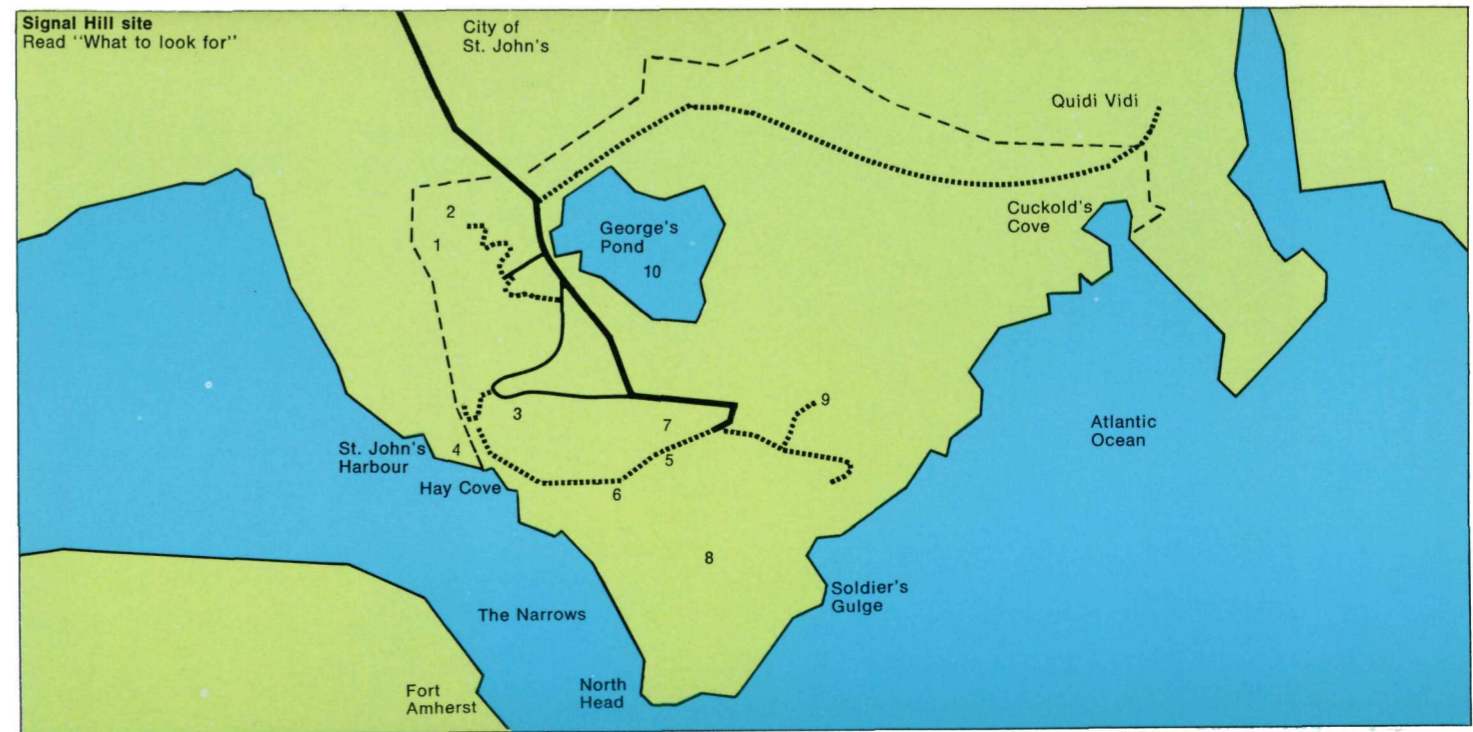 Signal Hill site
Read "What to look for"
City of
St. John's
Quidi Vidi
2
1
George's
Pond
10
Cuckold's
Cove
3
9
7
Atlantic
Ocean
4
St. John's
Harbour
5
Hay Cove
6
8
Soldier's
Gulge
The Narrows
North
Head
Fort
Amherst